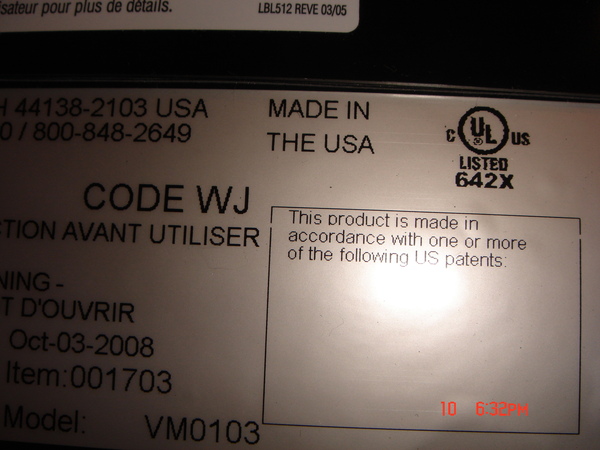 isateur pour plus de détails.
LBL512 REVE 03/05
H 44138-2103 USA
0 / 800-848-2649
MADE IN
THE USA
C UL US
LISTED
642X
CODE WJ
CTION AVANT UTILISER
This product is made in
accordance with one or more
of the following US patents:
NING -
T D'OUVRIR
Oct-03-2008
Item:001703
Model: VM0103
10 6:32PM